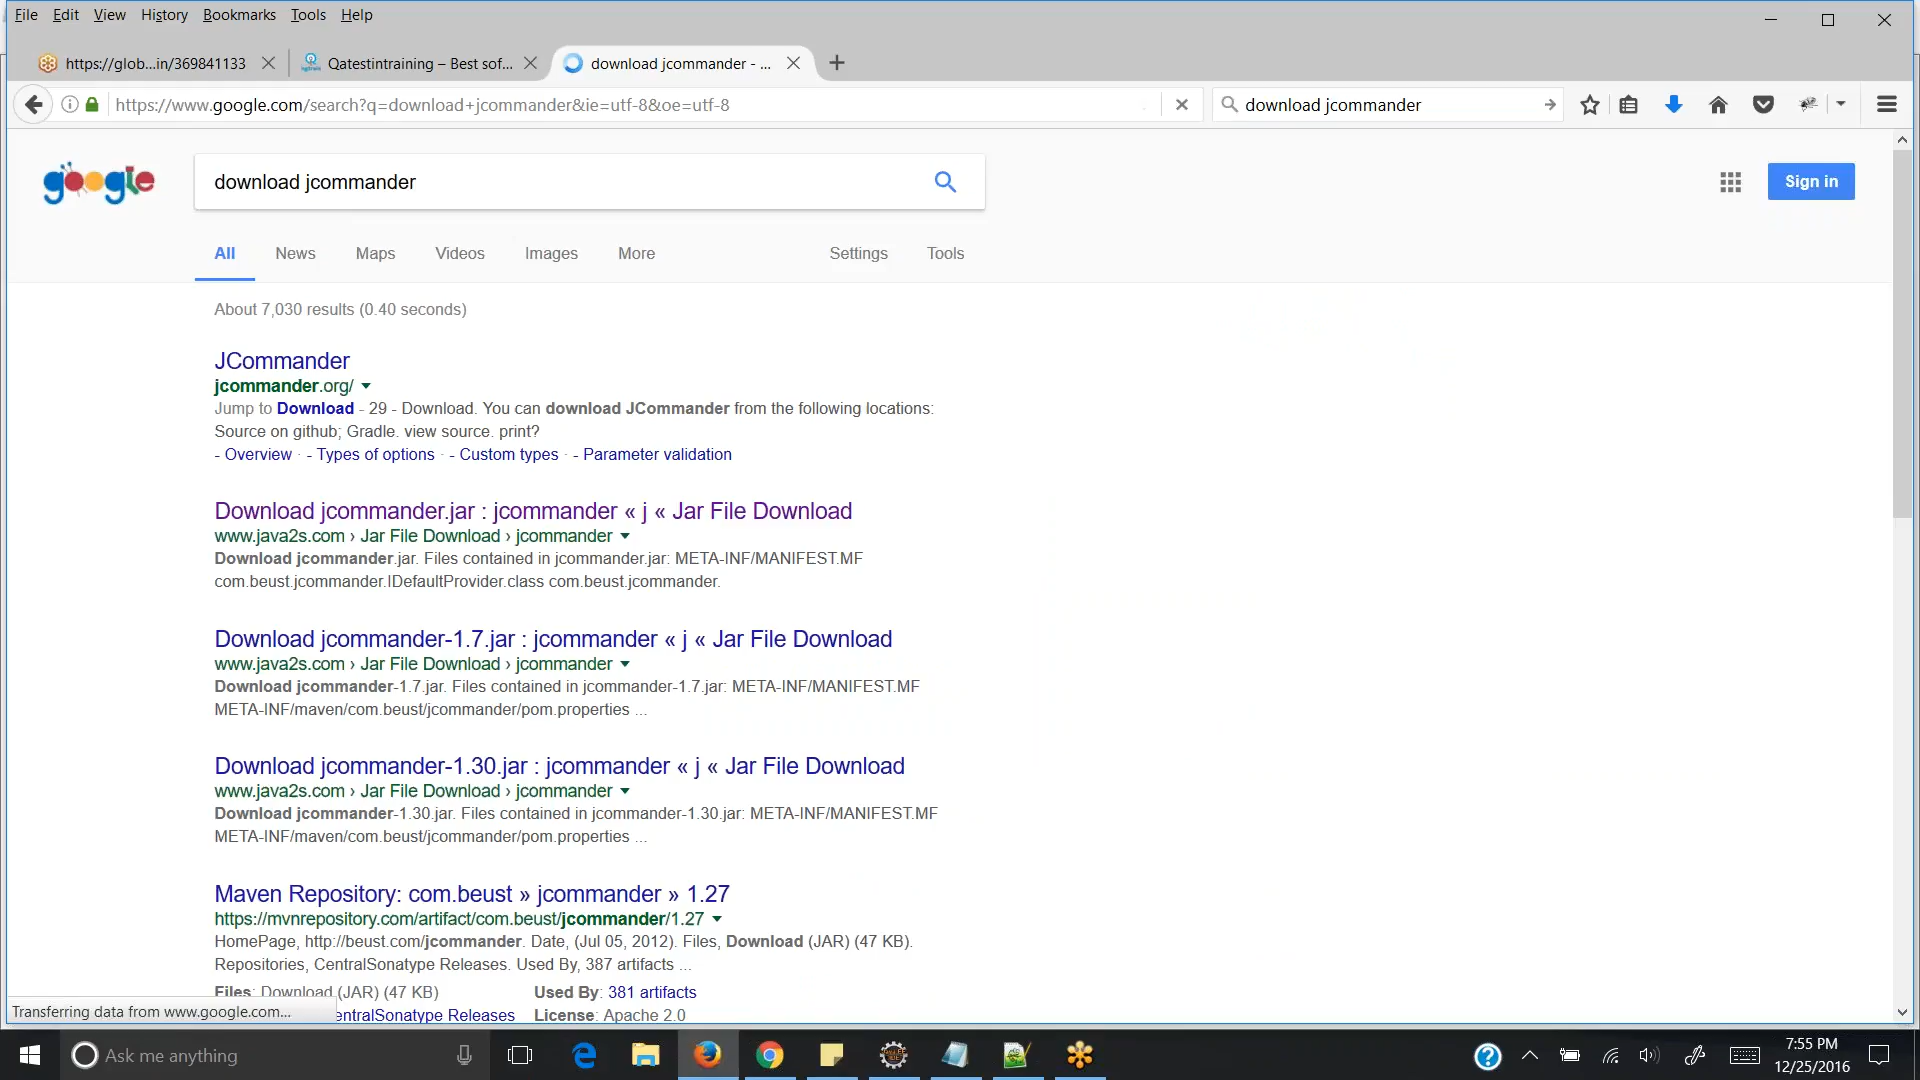 File Edit View History Bookmarks Tools Help
https://glob...in/369841133
Qatestintraining – Best sof...
download jcommander - ...
https://www.google.com/search?q=download+jcommander&ie=utf-8&oe=utf-8
download jcommander
google
download jcommander
Sign in
All News Maps Videos Images More Settings Tools
About 7,030 results (0.40 seconds)
JCommander
jcommander.org/
Jump to Download - 29 - Download. You can download JCommander from the following locations:
Source on github; Gradle. view source. print?
- Overview · - Types of options · - Custom types · - Parameter validation
Download jcommander.jar : jcommander « j « Jar File Download
www.java2s.com › Jar File Download › jcommander
Download jcommander.jar. Files contained in jcommander.jar: META-INF/MANIFEST.MF
com.beust.jcommander.IDefaultProvider.class com.beust.jcommander.
Download jcommander-1.7.jar : jcommander « j « Jar File Download
www.java2s.com › Jar File Download › jcommander
Download jcommander-1.7.jar. Files contained in jcommander-1.7.jar: META-INF/MANIFEST.MF
META-INF/maven/com.beust/jcommander/pom.properties ...
Download jcommander-1.30.jar : jcommander « j « Jar File Download
www.java2s.com › Jar File Download › jcommander
Download jcommander-1.30.jar. Files contained in jcommander-1.30.jar: META-INF/MANIFEST.MF
META-INF/maven/com.beust/jcommander/pom.properties ...
Maven Repository: com.beust » jcommander » 1.27
https://mvnrepository.com/artifact/com.beust/jcommander/1.27
HomePage, http://beust.com/jcommander. Date, (Jul 05, 2012). Files, Download (JAR) (47 KB).
Repositories, CentralSonatype Releases. Used By, 387 artifacts ...
Files: Download (JAR) (47 KB) Used By: 381 artifacts
Transferring data from www.google.com...
entralSonatype Releases License: Apache 2.0
Ask me anything
7:55 PM
12/25/2016